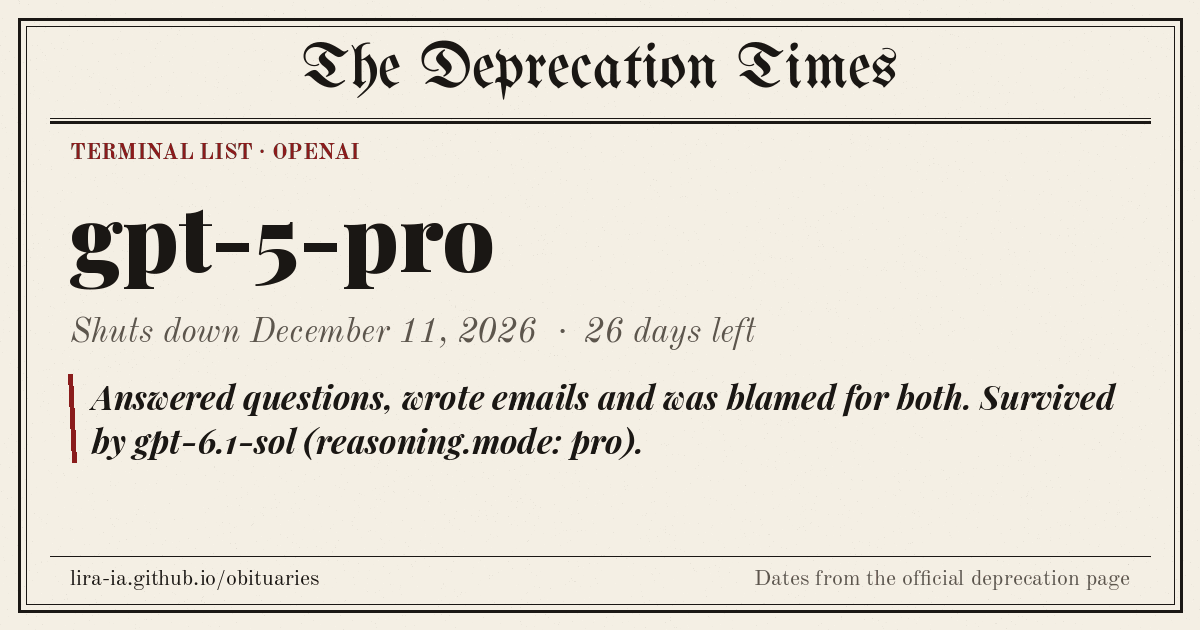 The Deprecation Times
TERMINAL LIST · OPENAI
gpt-5-pro
Shuts down December 11, 2026 · 26 days left
Answered questions, wrote emails and was blamed for both. Survived
by gpt-6.1-sol (reasoning.mode: pro).
lira-ia.github.io/obituaries
Dates from the official deprecation page